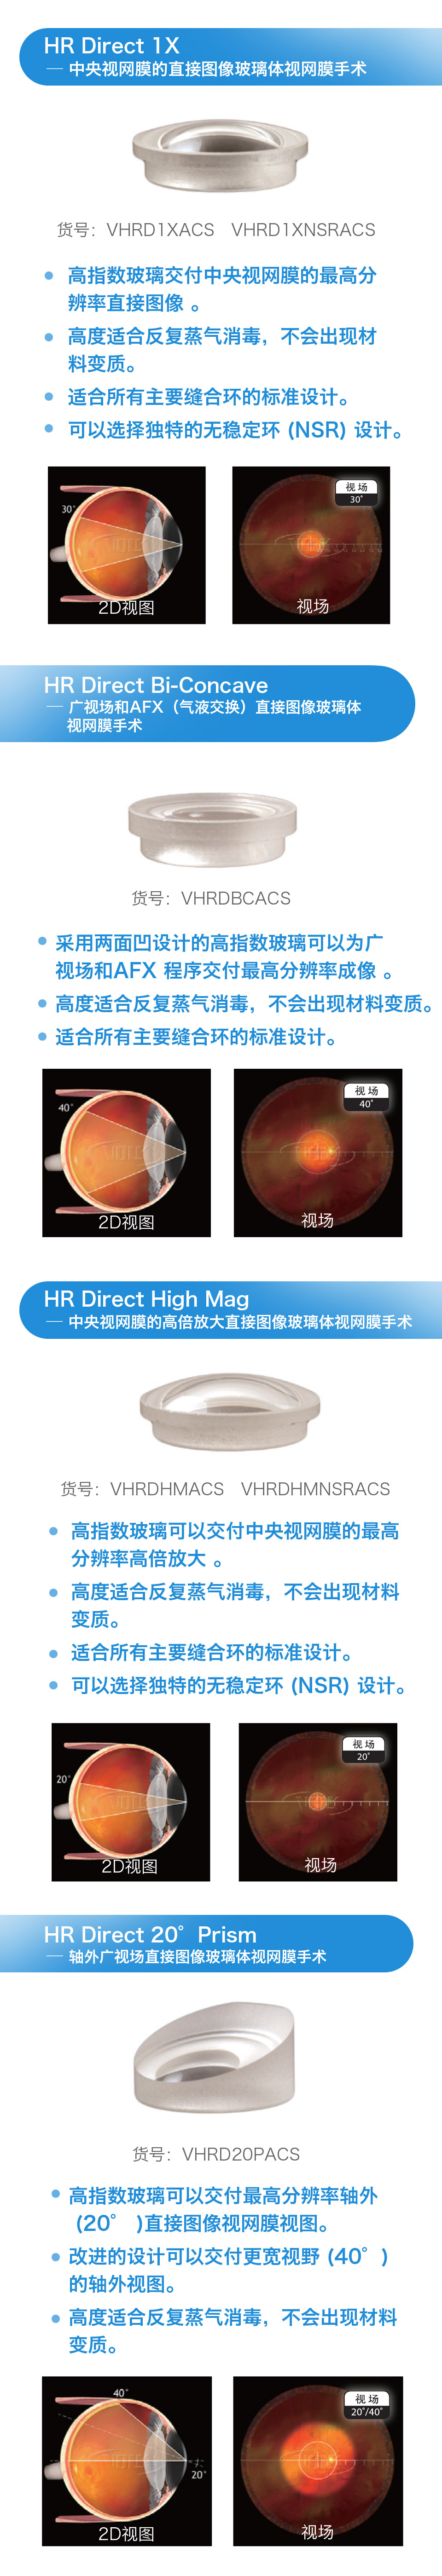 HR Direct 1X
— 中央视网膜的直接图像玻璃体视网膜手术
货号：VHRD1XACS VHRD1XNSRACS
● 高指数玻璃交付中央视网膜的最高分
辨率直接图像 。
● 高度适合反复蒸气消毒，不会出现材
料变质。
● 适合所有主要缝合环的标准设计。
● 可以选择独特的无稳定环 (NSR) 设计。
30°
2D视图
视 场
30°
视场
HR Direct Bi-Concave
— 广视场和AFX（气液交换）直接图像玻璃体
视网膜手术
货号：VHRDBCACS
● 采用两面凹设计的高指数玻璃可以为广
视场和AFX 程序交付最高分辨率成像 。
● 高度适合反复蒸气消毒，不会出现材料变质。
● 适合所有主要缝合环的标准设计。
40°
2D视图
视 场
40°
视场
HR Direct High Mag
— 中央视网膜的高倍放大直接图像玻璃体视网膜手术
货号：VHRDHMACS VHRDHMNSRACS
● 高指数玻璃可以交付中央视网膜的最高
分辨率高倍放大 。
● 高度适合反复蒸气消毒，不会出现材料
变质。
● 适合所有主要缝合环的标准设计。
● 可以选择独特的无稳定环 (NSR) 设计。
20°
2D视图
视 场
20°
视场
HR Direct 20° Prism
— 轴外广视场直接图像玻璃体视网膜手术
货号：VHRD20PACS
● 高指数玻璃可以交付最高分辨率轴外
(20° )直接图像视网膜视图。
● 改进的设计可以交付更宽视野 (40° )
的轴外视图。
● 高度适合反复蒸气消毒，不会出现材料
变质。
40°
20°
2D视图
视 场
20°/40°
视场